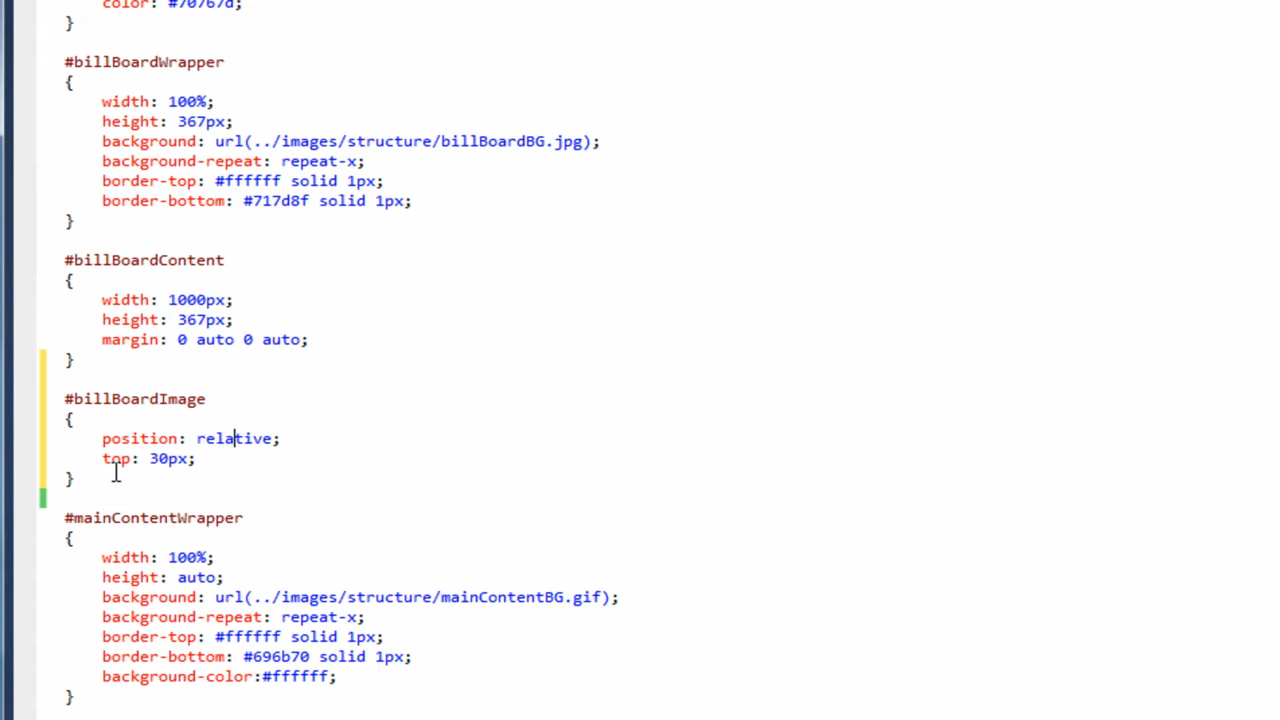 color: #70767d;
}
#billBoardWrapper
{
width: 100%;
height: 367px;
background: url(../images/structure/billBoardBG.jpg);
background-repeat: repeat-x;
border-top: #ffffff solid 1px;
border-bottom: #717d8f solid 1px;
}
#billBoardContent
{
width: 1000px;
height: 367px;
margin: 0 auto 0 auto;
}
#billBoardImage
{
position: relative;
top: 30px;
}
#mainContentWrapper
{
width: 100%;
height: auto;
background: url(../images/structure/mainContentBG.gif);
background-repeat: repeat-x;
border-top: #ffffff solid 1px;
border-bottom: #696b70 solid 1px;
background-color:#ffffff;
}